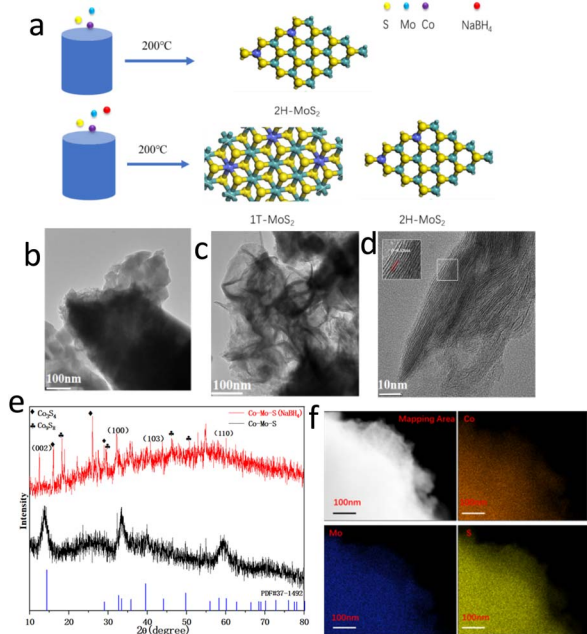 a
S Mo Co NaBH₄
200℃
2H-MoS₂
200℃
1T-MoS₂ 2H-MoS₂
b
100nm
c
100nm
d
10nm
e
Co₃S₄
Co₉S₈
Co-Mo-S(NaBH₄)
Co-Mo-S
(002)
(100)
(103)
(110)
Intensity
PDF#37-1492
10 20 30 40 50 60 70 80
2θ(degree)
f
Mapping Area
100nm
Co
100nm
Mo
100nm
S
100nm